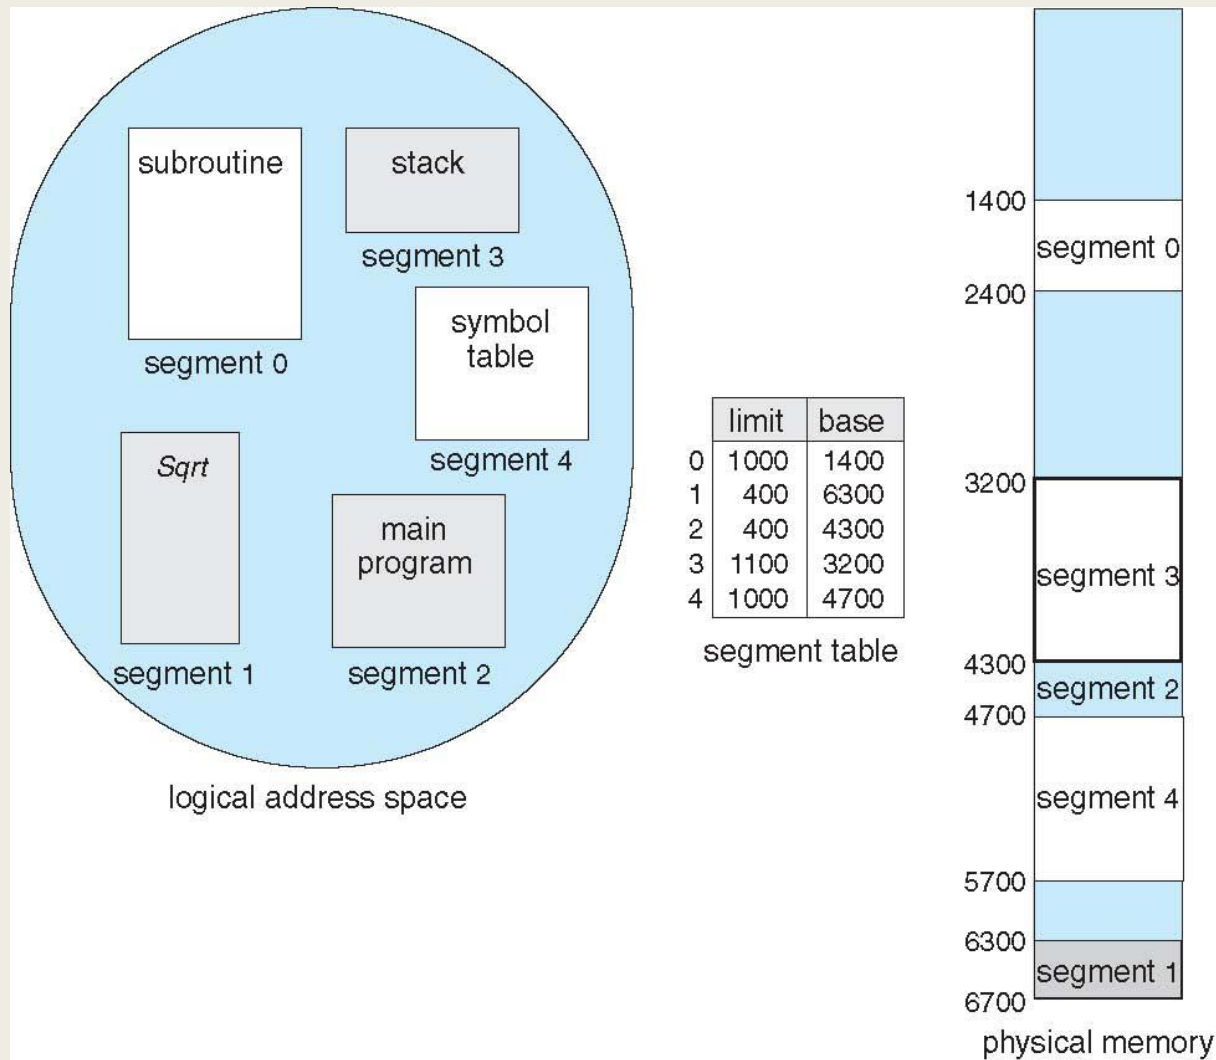 subroutine
segment 0
stack
segment 3
symbol
table
segment 4
Sqrt
segment 1
main
program
segment 2
logical address space
limit base
0 1000 1400
1 400 6300
2 400 4300
3 1100 3200
4 1000 4700
segment table
1400
segment 0
2400
3200
segment 3
4300
segment 2
4700
segment 4
5700
6300
segment 1
6700
physical memory